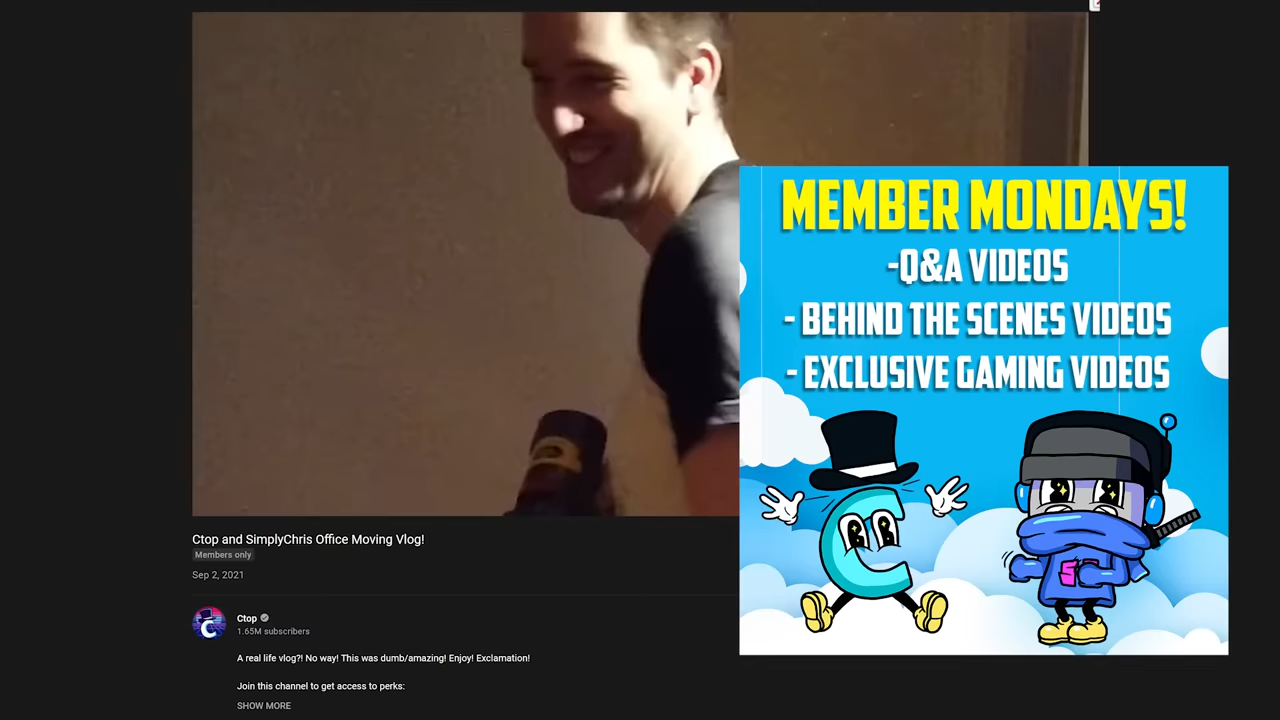 MEMBER MONDAYS!
-Q&A VIDEOS
- BEHIND THE SCENES VIDEOS
- EXCLUSIVE GAMING VIDEOS
Ctop and SimplyChris Office Moving Vlog!
Members only
Sep 2, 2021
Ctop
1.65M subscribers
A real life vlog?! No way! This was dumb/amazing! Enjoy! Exclamation!
Join this channel to get access to perks:
SHOW MORE